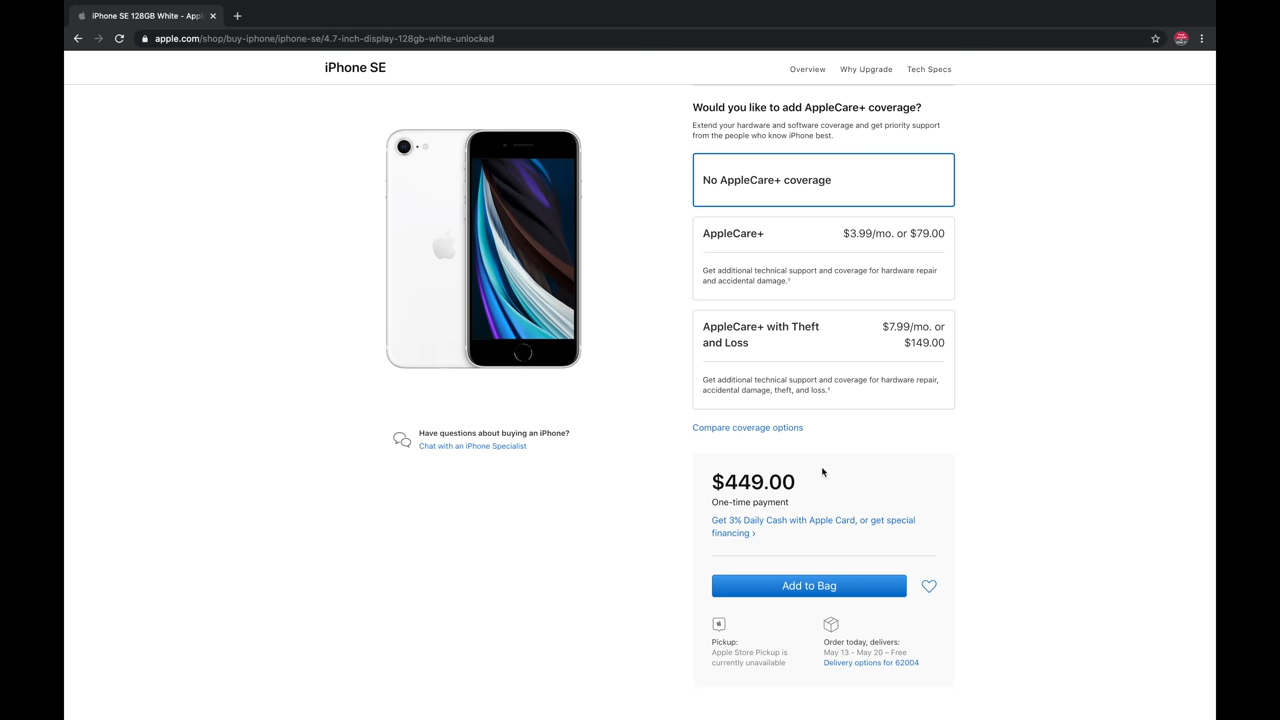 iPhone SE 128GB White - Appl
apple.com/shop/buy-iphone/iphone-se/4.7-inch-display-128gb-white-unlocked
iPhone SE
Overview
Why Upgrade
Tech Specs
Would you like to add AppleCare+ coverage?
Extend your hardware and software coverage and get priority support
from the people who know iPhone best.
No AppleCare+ coverage
AppleCare+
$3.99/mo. or $79.00
Get additional technical support and coverage for hardware repair
and accidental damage.²
AppleCare+ with Theft
and Loss
$7.99/mo. or
$149.00
Get additional technical support and coverage for hardware repair,
accidental damage, theft, and loss.³
Compare coverage options
Have questions about buying an iPhone?
Chat with an iPhone Specialist
$449.00
One-time payment
Get 3% Daily Cash with Apple Card, or get special
financing ›
Add to Bag
Pickup:
Apple Store Pickup is
currently unavailable
Order today, delivers:
May 13 - May 20 – Free
Delivery options for 62004